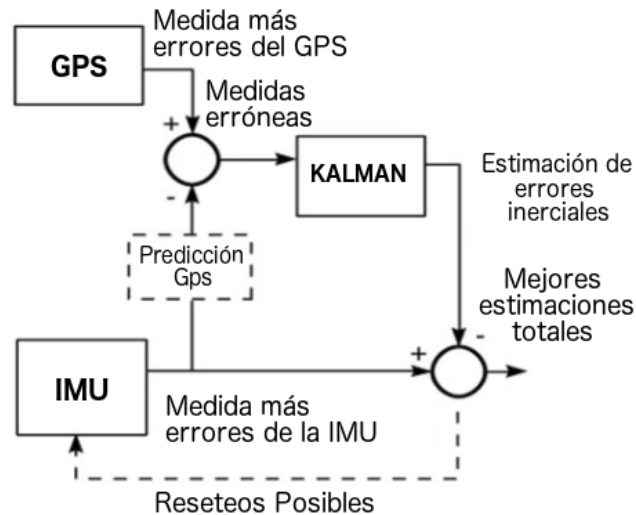 Medida más
errores del GPS
GPS
Medidas
erróneas
+
-
KALMAN
Estimación de
errores
inerciales
Predicción
Gps
Mejores
estimaciones
totales
-
+
IMU
Medida más
errores de la IMU
Reseteos Posibles